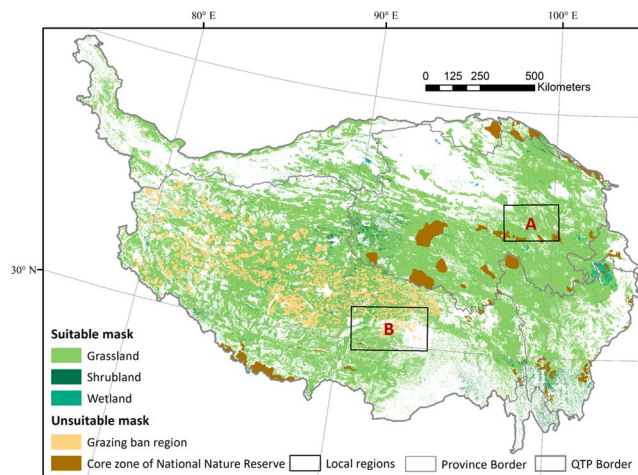 80° E
90° E
100° E
0 125 250 500
Kilometers
A
30° N
B
Suitable mask
Grassland
Shrubland
Wetland
Unsuitable mask
Grazing ban region
Core zone of National Nature Reserve Local regions Province Border QTP Border